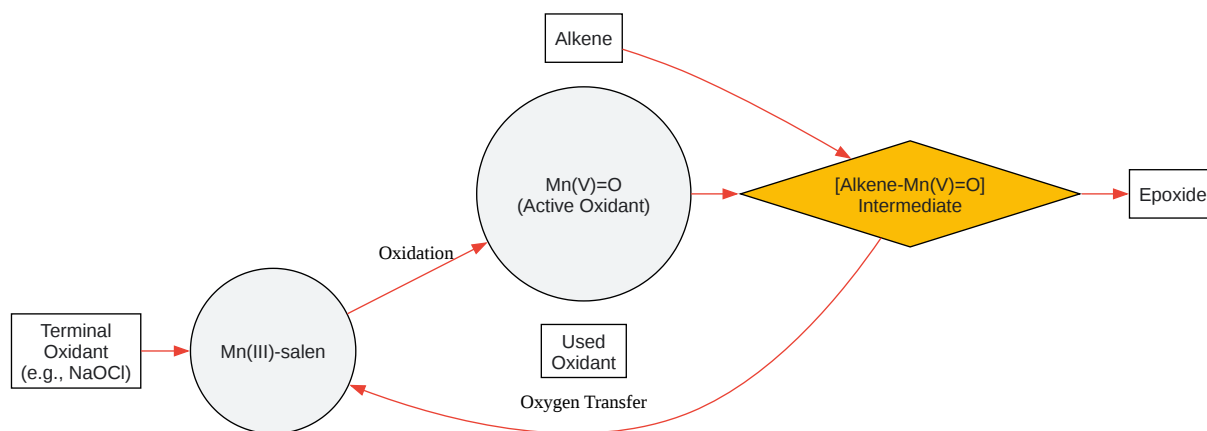 Alkene
Mn(V)=O
(Active Oxidant)
[Alkene-Mn(V)=O]
Intermediate
Epoxide
Oxidation
Terminal
Oxidant
(e.g., NaOCl)
Mn(III)-salen
Used
Oxidant
Oxygen Transfer